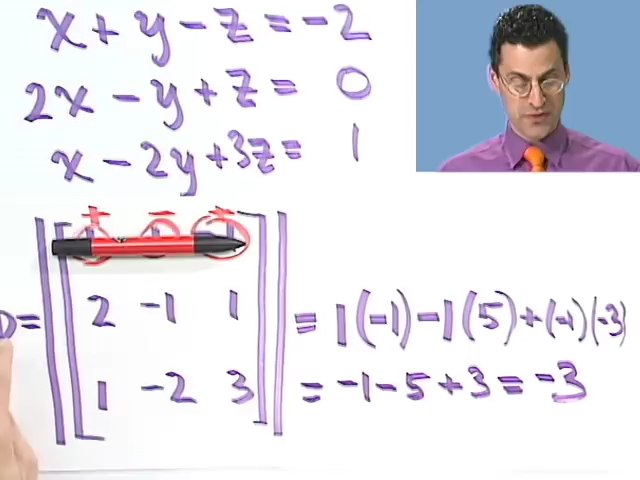 x + y - z = -2
2x - y + z = 0
x - 2y + 3z = 1
+ - +
2 -1 1 = 1(-1) - 1(5) + (-1)(-3)
D =
1 -2 3 = -1 - 5 + 3 = -3